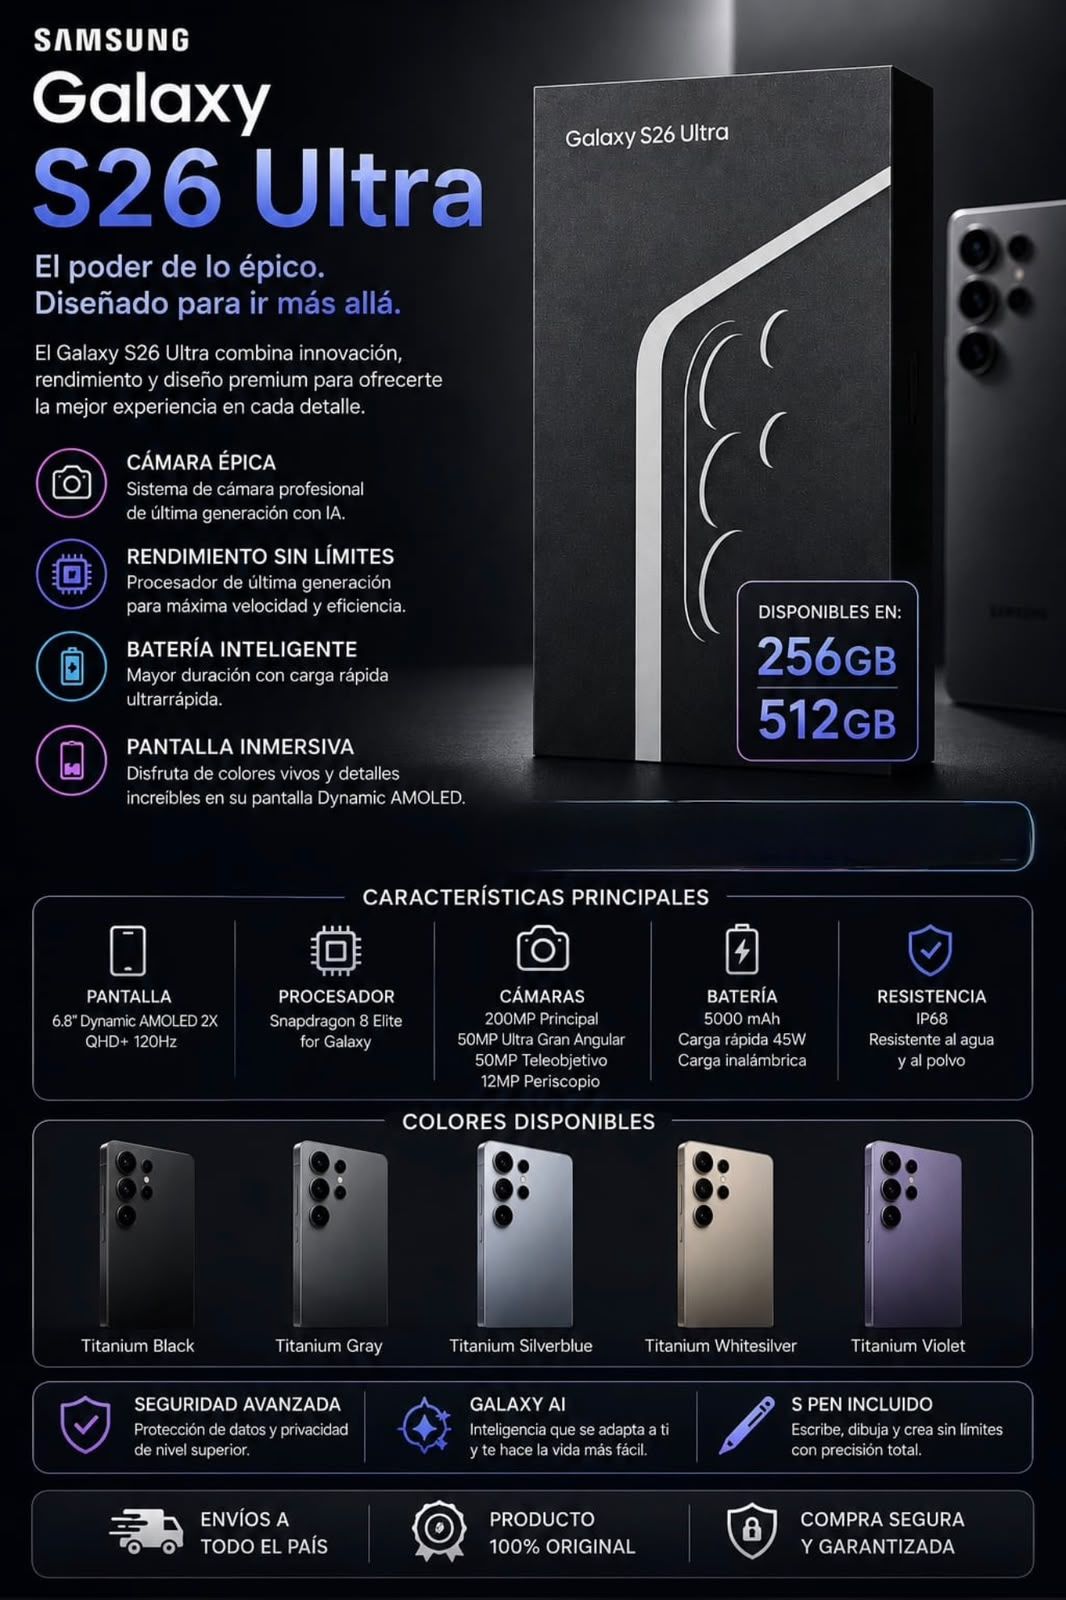 SAMSUNG
Galaxy
S26 Ultra
El poder de lo épico.
Diseñado para ir más allá.
El Galaxy S26 Ultra combina innovación,
rendimiento y diseño premium para ofrecerte
la mejor experiencia en cada detalle.
CÁMARA ÉPICA
Sistema de cámara profesional
de última generación con IA.
RENDIMIENTO SIN LÍMITES
Procesador de última generación
para máxima velocidad y eficiencia.
BATERÍA INTELIGENTE
Mayor duración con carga rápida
ultrarrápida.
PANTALLA INMERSIVA
Disfruta de colores vivos y detalles
increíbles en su pantalla Dynamic AMOLED.
Galaxy S26 Ultra
SAMSUNG
DISPONIBLES EN:
256GB
512GB
CARACTERÍSTICAS PRINCIPALES
PANTALLA
6.8" Dynamic AMOLED 2X
QHD+ 120Hz
PROCESADOR
Snapdragon 8 Elite
for Galaxy
CÁMARAS
200MP Principal
50MP Ultra Gran Angular
50MP Teleobjetivo
12MP Periscopio
BATERÍA
5000 mAh
Carga rápida 45W
Carga inalámbrica
RESISTENCIA
IP68
Resistente al agua
y al polvo
COLORES DISPONIBLES
Titanium Black
Titanium Gray
Titanium Silverblue
Titanium Whitesilver
Titanium Violet
SEGURIDAD AVANZADA
Protección de datos y privacidad
de nivel superior.
GALAXY AI
Inteligencia que se adapta a ti
y te hace la vida más fácil.
S PEN INCLUIDO
Escribe, dibuja y crea sin límites
con precisión total.
ENVÍOS A
TODO EL PAÍS
PRODUCTO
100% ORIGINAL
COMPRA SEGURA
Y GARANTIZADA